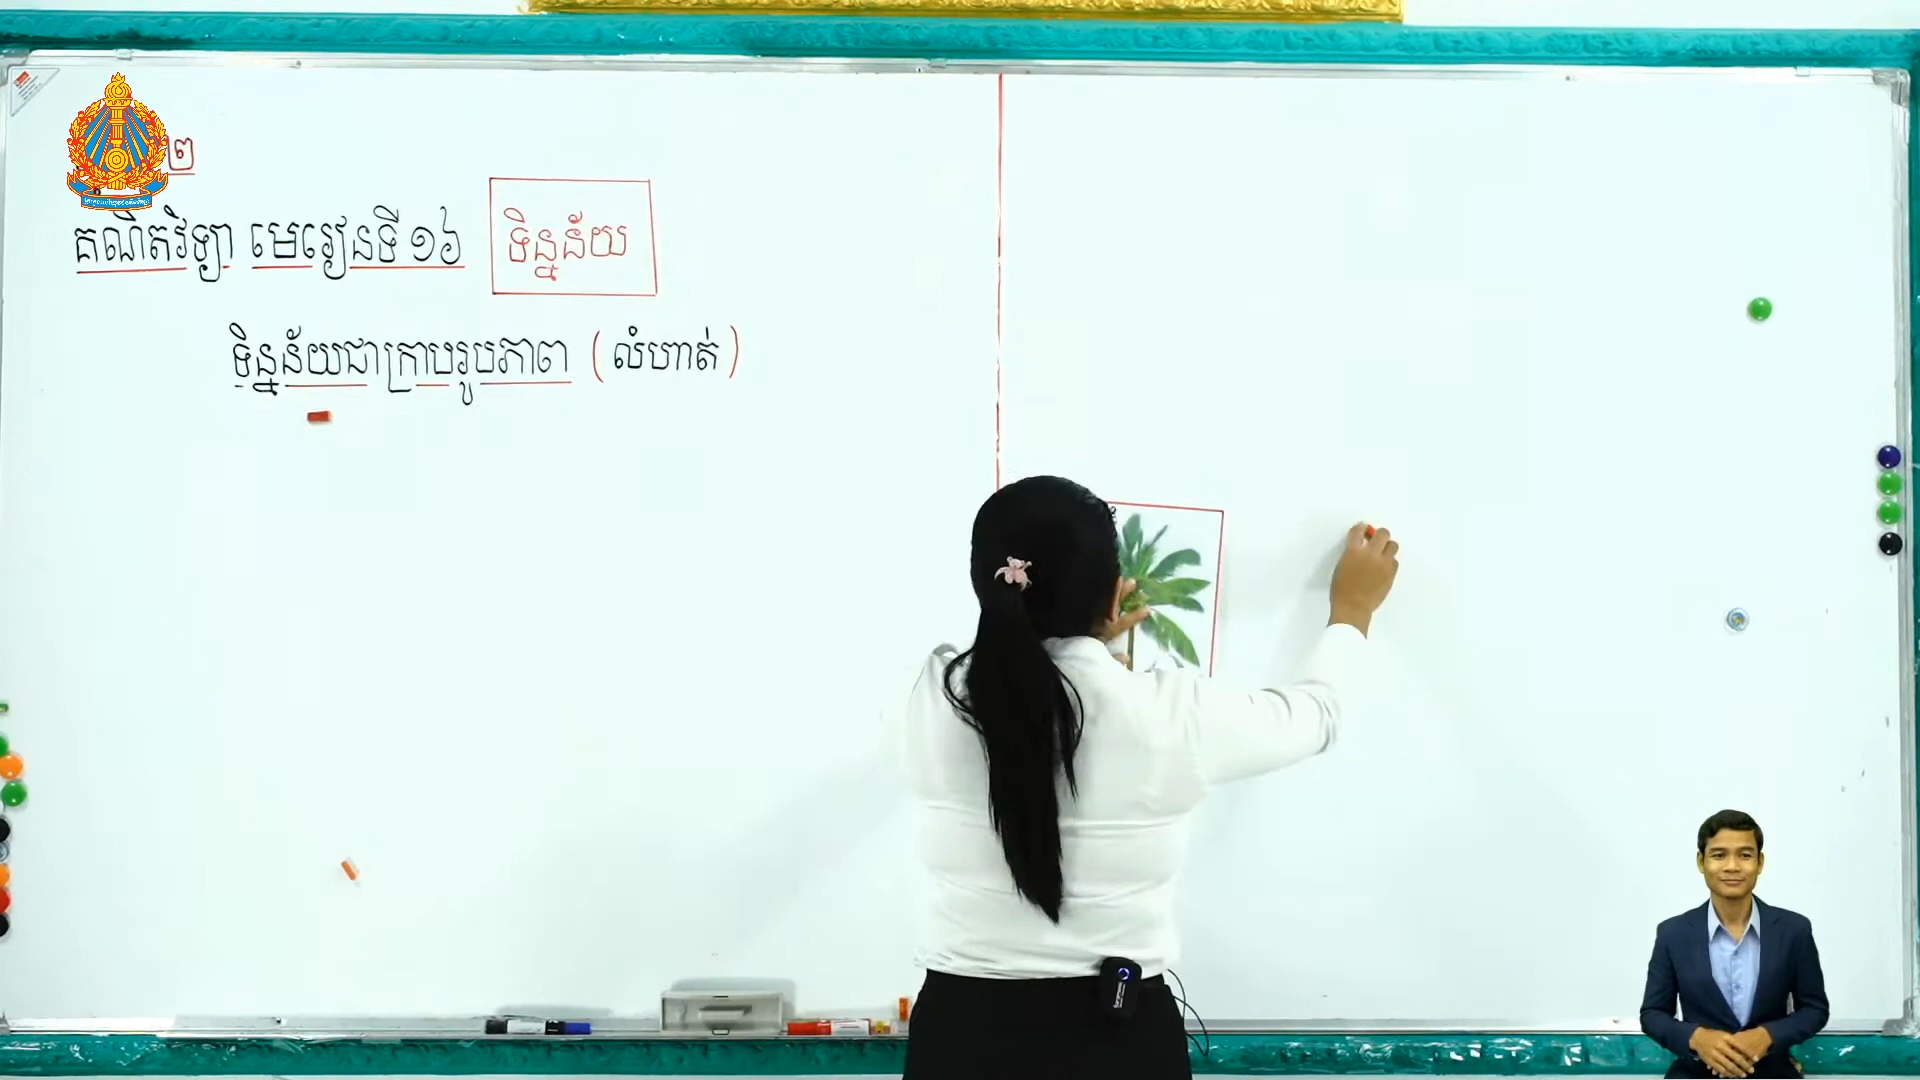 ២
គណិតវិទ្យា មេរៀនទី ១៦
ទិន្នន័យ
ទិន្នន័យជាក្រាបរូបភាព (លំហាត់)